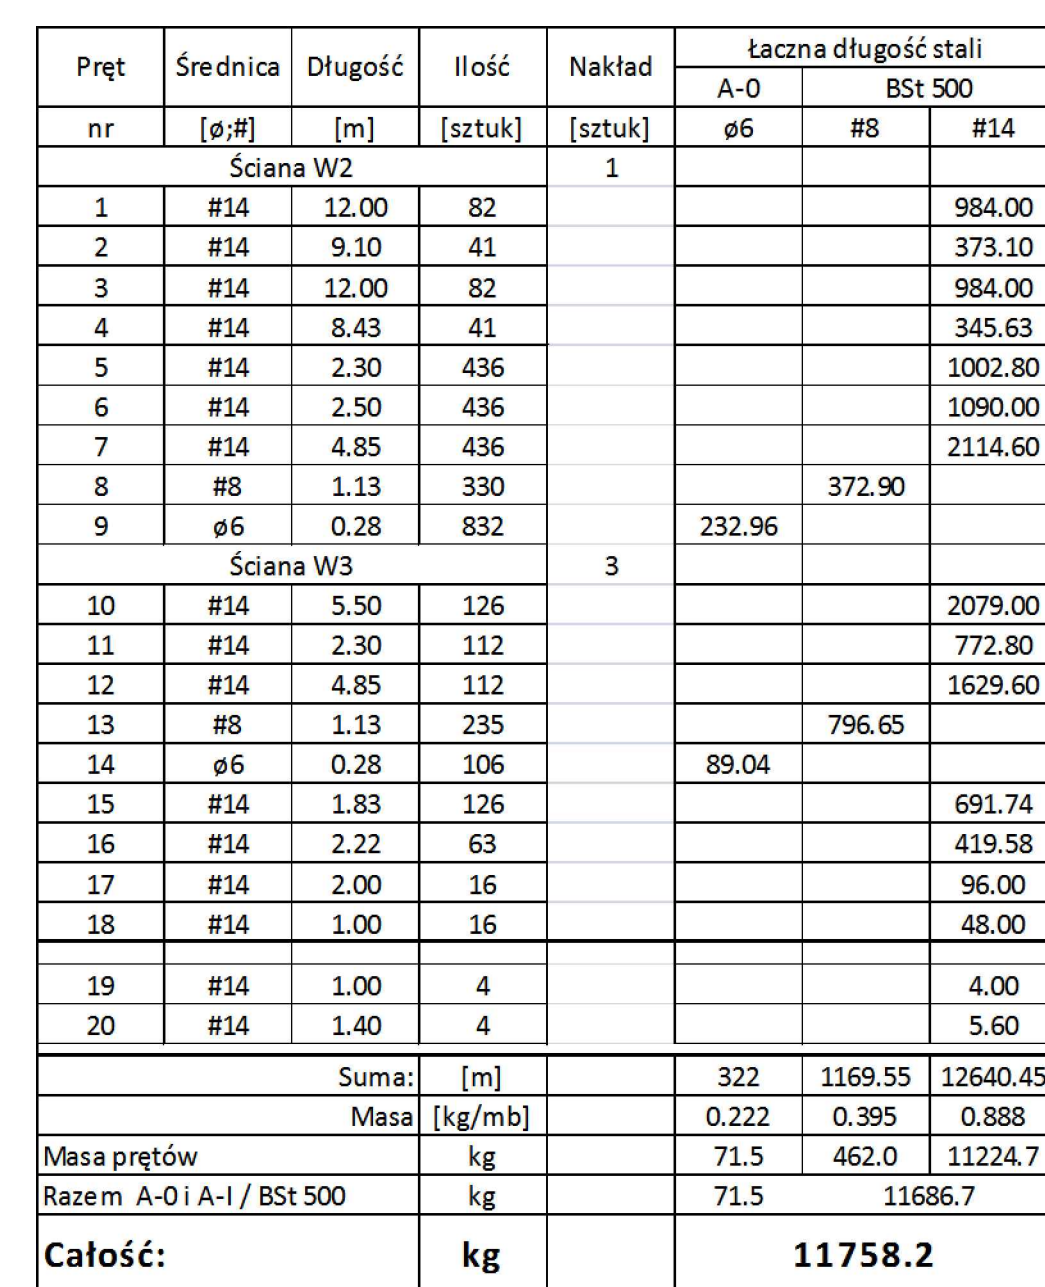 Pręt Średnica Długość Ilość Nakład Łaczna długość stali
A-0 BSt 500
nr [ø;#] [m] [sztuk] [sztuk] ø6 #8 #14
Ściana W2 1
1 #14 12.00 82 984.00
2 #14 9.10 41 373.10
3 #14 12.00 82 984.00
4 #14 8.43 41 345.63
5 #14 2.30 436 1002.80
6 #14 2.50 436 1090.00
7 #14 4.85 436 2114.60
8 #8 1.13 330 372.90
9 ø6 0.28 832 232.96
Ściana W3 3
10 #14 5.50 126 2079.00
11 #14 2.30 112 772.80
12 #14 4.85 112 1629.60
13 #8 1.13 235 796.65
14 ø6 0.28 106 89.04
15 #14 1.83 126 691.74
16 #14 2.22 63 419.58
17 #14 2.00 16 96.00
18 #14 1.00 16 48.00
19 #14 1.00 4 4.00
20 #14 1.40 4 5.60
Suma: [m] 322 1169.55 12640.45
Masa [kg/mb] 0.222 0.395 0.888
Masa prętów kg 71.5 462.0 11224.7
Razem A-0 i A-I / BSt 500 kg 71.5 11686.7
Całość: kg 11758.2